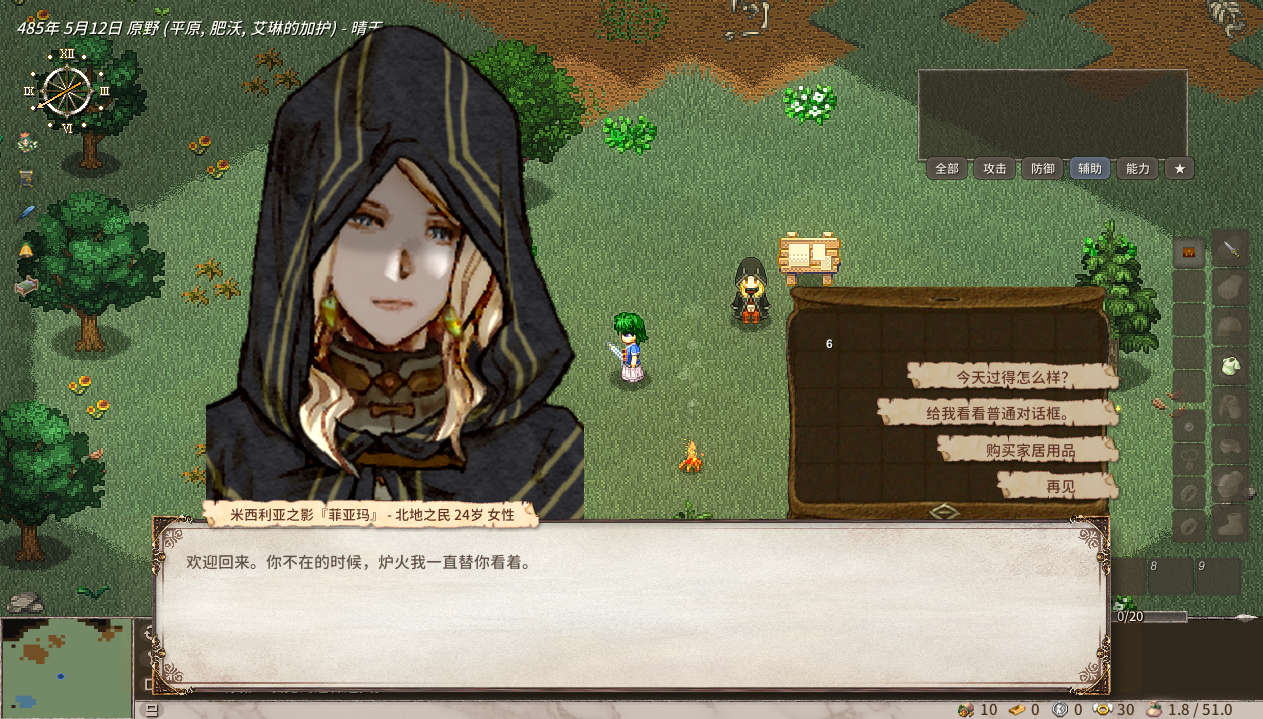 485年 5月12日 原野 (平原, 肥沃, 艾琳的加护) - 晴天
XII
III
VI
IX
全部
攻击
防御
辅助
能力
★
6
今天过得怎么样?
给我看看普通对话框。
购买家居用品
再见
米西利亚之影『菲亚玛』 - 北地之民 24岁 女性
欢迎回来。你不在的时候，炉火我一直替你看着。
8
9
0/20
10
0
0
30
1.8 / 51.0